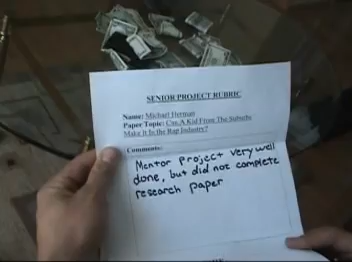 SENIOR PROJECT RUBRIC
Name: Michael Herman
Paper Topic: Can A Kid From The Suburbs
Make It In the Rap Industry?
Comments:
Mentor Project very well
done, but did not complete
research paper